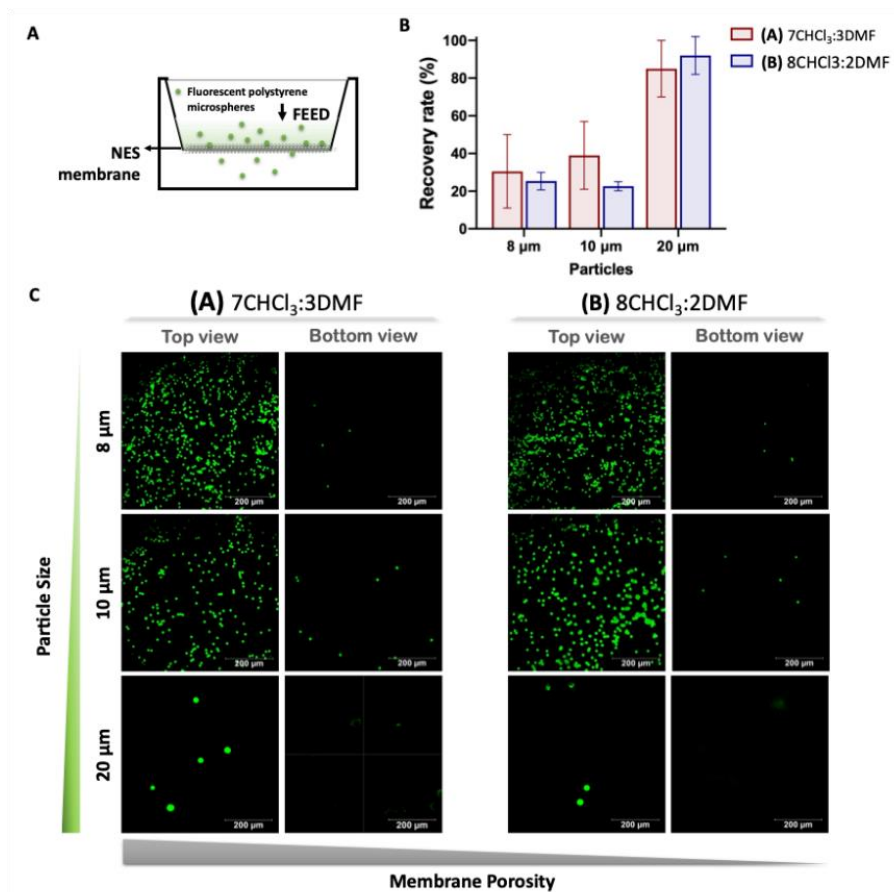 A
Fluorescent polystyrene
microspheres
FEED
NES
membrane
B
Recovery rate (%)
100
80
60
40
20
0
8 µm
10 µm
20 µm
Particles
(A) 7CHCl₃:3DMF
(B) 8CHCl3:2DMF
C
(A) 7CHCl₃:3DMF
(B) 8CHCl₃:2DMF
Top view
Bottom view
Top view
Bottom view
Particle Size
8 µm
200 µm
200 µm
200 µm
200 µm
10 µm
200 µm
200 µm
200 µm
200 µm
20 µm
200 µm
200 µm
200 µm
200 µm
Membrane Porosity